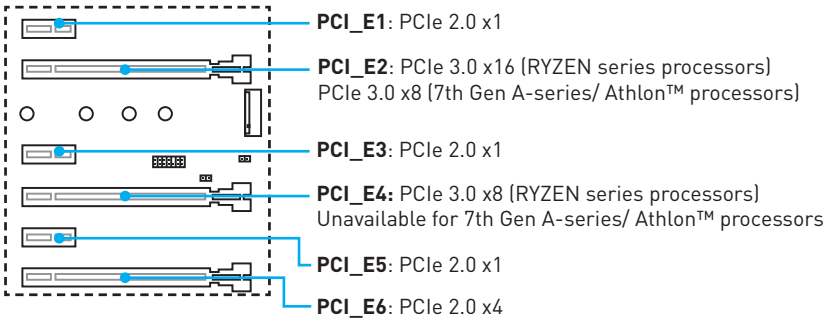 PCI_E1: PCIe 2.0 x1
PCI_E2: PCIe 3.0 x16 (RYZEN series processors)
PCIe 3.0 x8 (7th Gen A-series/ Athlon™ processors)
PCI_E3: PCIe 2.0 x1
PCI_E4: PCIe 3.0 x8 (RYZEN series processors)
Unavailable for 7th Gen A-series/ Athlon™ processors
PCI_E5: PCIe 2.0 x1
PCI_E6: PCIe 2.0 x4